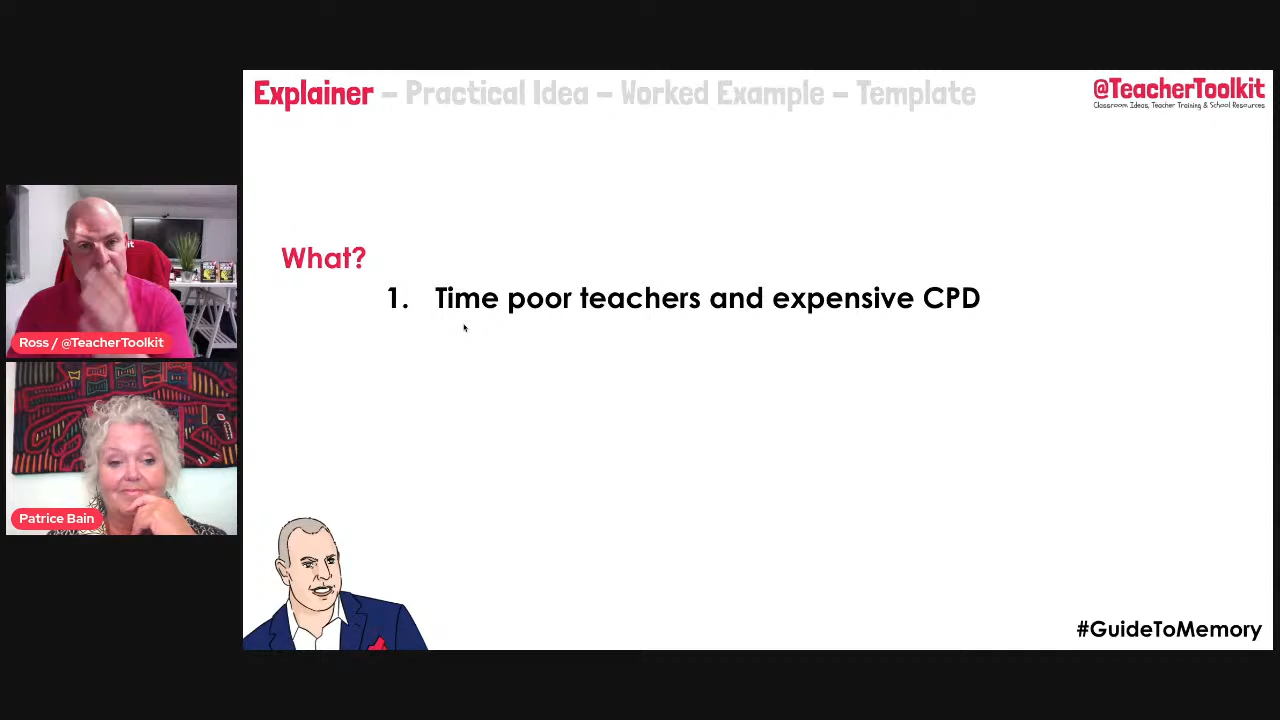 Explainer – Practical Idea – Worked Example – Template
@TeacherToolkit
Classroom Ideas, Teacher Training & School Resources
What?
1. Time poor teachers and expensive CPD
Ross / @TeacherToolkit
Patrice Bain
#GuideToMemory